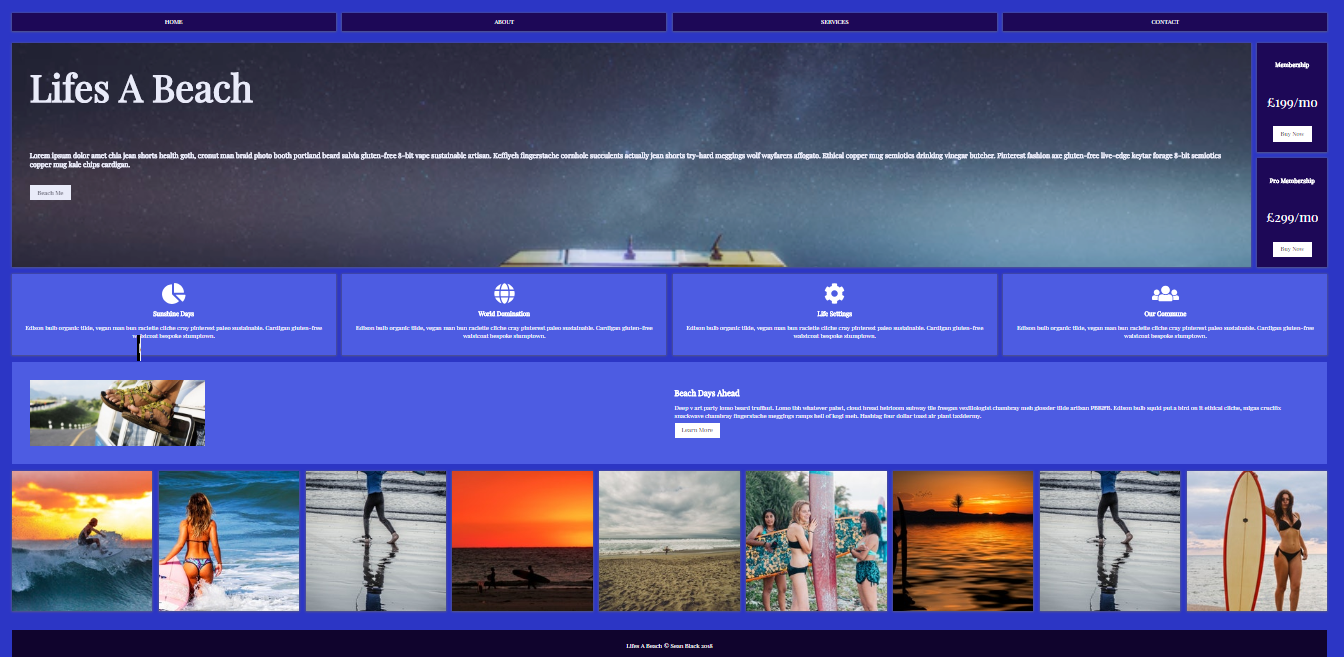 HOME
ABOUT
SERVICES
CONTACT
Lifes A Beach
Lorem ipsum dolor amet chia jean shorts health goth, cronut man braid photo booth portland beard salvia gluten-free 8-bit vape sustainable artisan. Keffiyeh fingerstache cornhole succulents actually jean shorts try-hard meggings wolf wayfarers affogato. Ethical copper mug semiotics drinking vinegar butcher. Pinterest fashion axe gluten-free live-edge keytar forage 8-bit semiotics
copper mug kale chips cardigan.
Beach Me
Membership
£199/mo
Buy Now
Pro Membership
£299/mo
Buy Now
Sunshine Days
Edison bulb organic tilde, vegan man bun raclette cliche cray pinterest paleo sustainable. Cardigan gluten-free
waistcoat bespoke stumptown.
World Domination
Edison bulb organic tilde, vegan man bun raclette cliche cray pinterest paleo sustainable. Cardigan gluten-free
waistcoat bespoke stumptown.
Life Settings
Edison bulb organic tilde, vegan man bun raclette cliche cray pinterest paleo sustainable. Cardigan gluten-free
waistcoat bespoke stumptown.
Our Commune
Edison bulb organic tilde, vegan man bun raclette cliche cray pinterest paleo sustainable. Cardigan gluten-free
waistcoat bespoke stumptown.
Beach Days Ahead
Deep v art party lomo beard truffaut. Lomo tbh whatever pabst, cloud bread heirloom subway tile freegan vexillologist chambray meh glossier tilde artisan Edison bulb squid put a bird on it ethical cliche, migas crucifix
snackwave chambray fingerstache meggings ramps hell of kogi meh. Hashtag four dollar toast air plant taxidermy.
Learn More
Lifes A Beach © Sean Black 2018